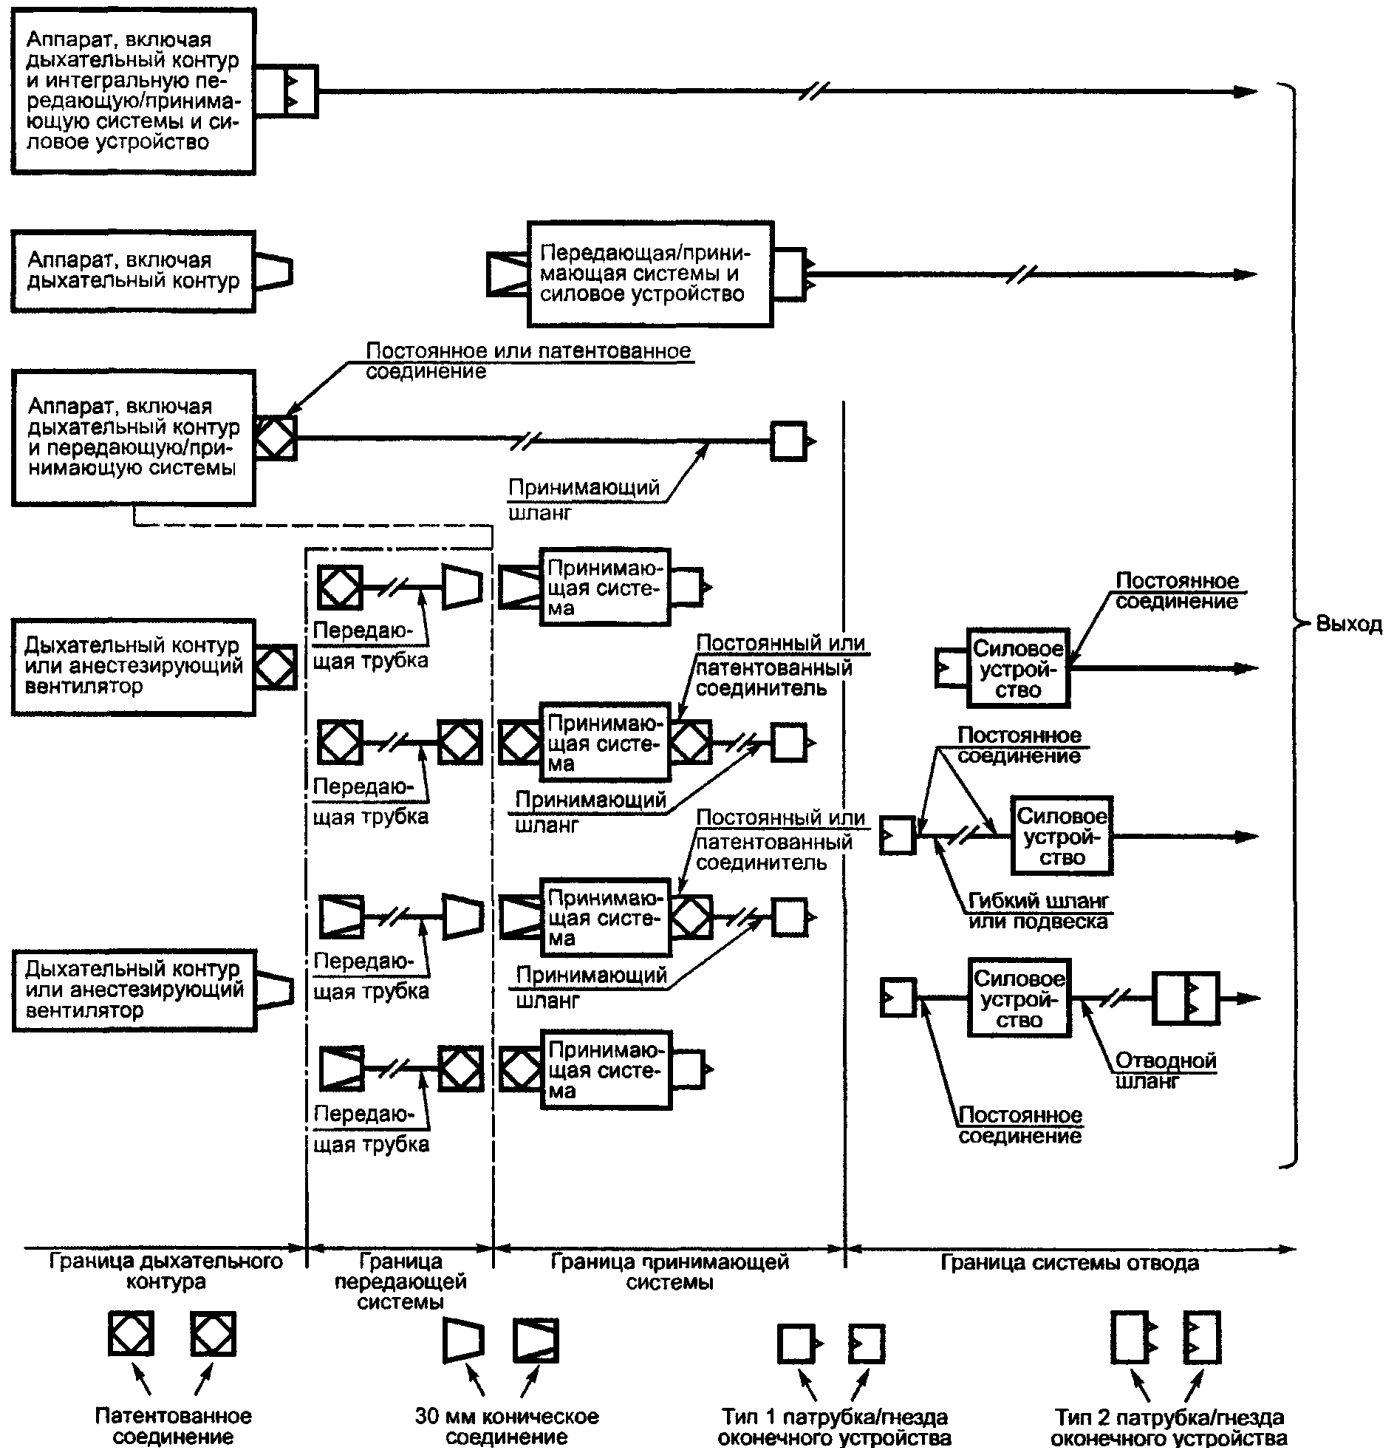 Аппарат, включая
дыхательный контур
и интегральную пе-
редающую/принима-
ющую системы и си-
ловое устройство
Аппарат, включая
дыхательный контур
Передающая/прини-
мающая системы и
силовое устройство
Постоянное или патентованное
соединение
Аппарат, включая
дыхательный контур
и передающую/при-
нимающую системы
Принимающий
шланг
Принимаю-
щая систе-
ма
Передаю-
щая трубка
Постоянное
соединение
Выход
Дыхательный контур
или анестезирующий
вентилятор
Постоянный или
патентованный
соединитель
Силовое
устрой-
ство
Принимаю-
щая систе-
ма
Передаю-
щая трубка
Принимающий
шланг
Постоянное
соединение
Постоянный или
патентованный
соединитель
Силовое
устрой-
ство
Гибкий шланг
или подвеска
Принимаю-
щая систе-
ма
Передаю-
щая трубка
Принимающий
шланг
Дыхательный контур
или анестезирующий
вентилятор
Силовое
устрой-
ство
Принимаю-
щая систе-
ма
Передаю-
щая трубка
Отводной
шланг
Постоянное
соединение
Граница дыхательного
контура
Граница
передающей
системы
Граница принимающей
системы
Граница системы отвода
Патентованное
соединение
30 мм коническое
соединение
Тип 1 патрубка/гнезда
оконечного устройства
Тип 2 патрубка/гнезда
оконечного устройства